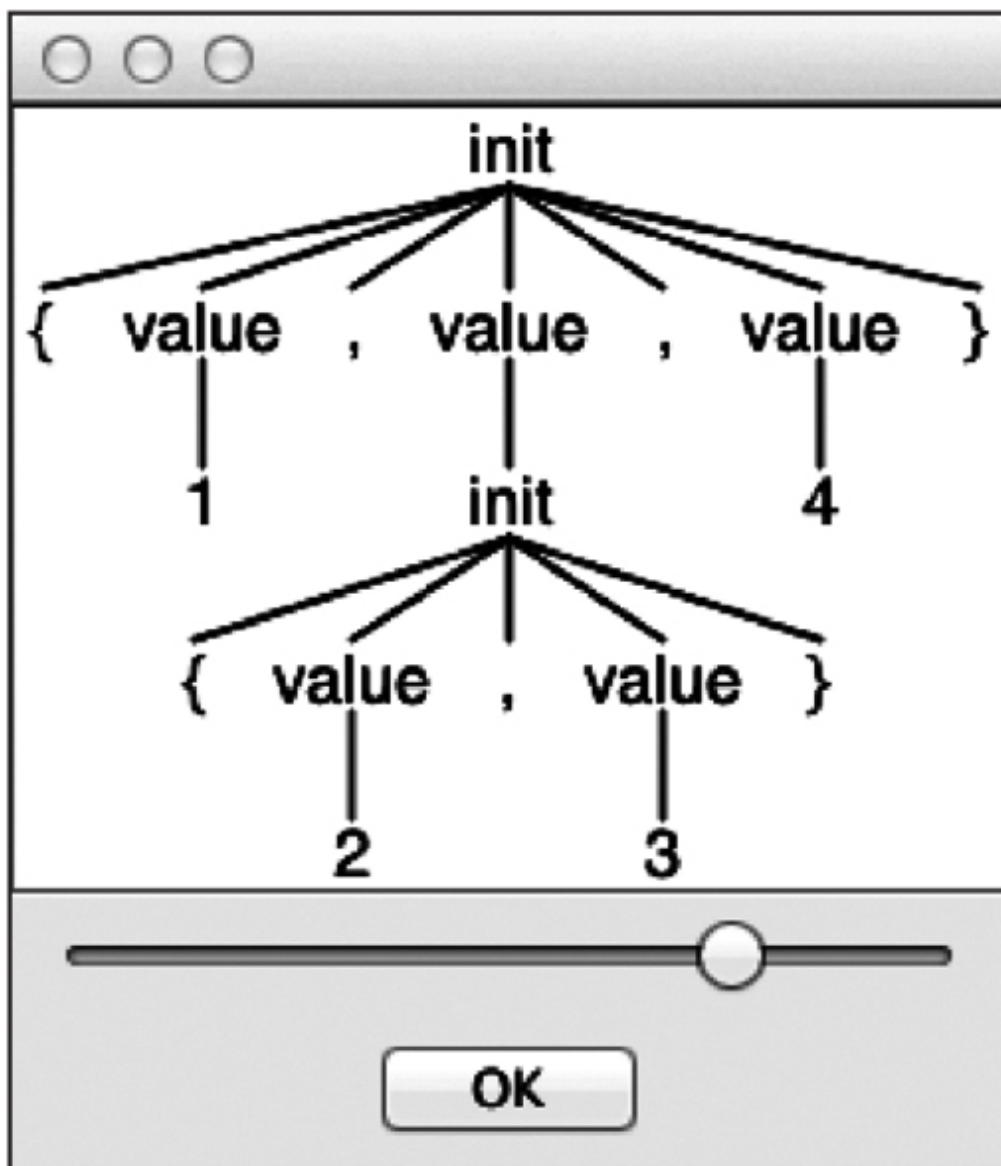 init
{ value , value , value }
1 init 4
{ value , value }
2 3
OK